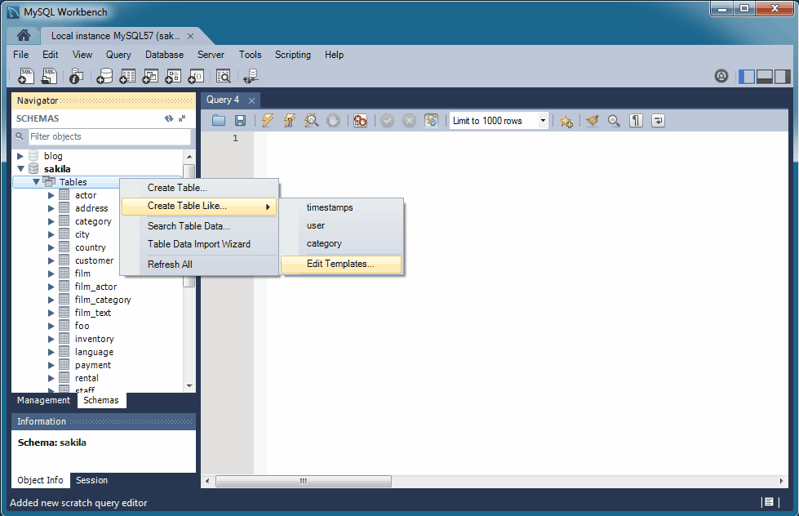 MySQL Workbench
Local instance MySQL57 (sak... ×
File Edit View Query Database Server Tools Scripting Help
Navigator
SCHEMAS
Filter objects
blog
sakila
Tables
actor
address
category
city
country
customer
film
film_actor
film_category
film_text
foo
inventory
language
payment
rental
staff
Create Table...
Create Table Like...
Search Table Data...
Table Data Import Wizard
Refresh All
timestamps
user
category
Edit Templates...
Query 4 ×
Limit to 1000 rows
1
Management Schemas
Information
Schema: sakila
Object Info Session
Added new scratch query editor